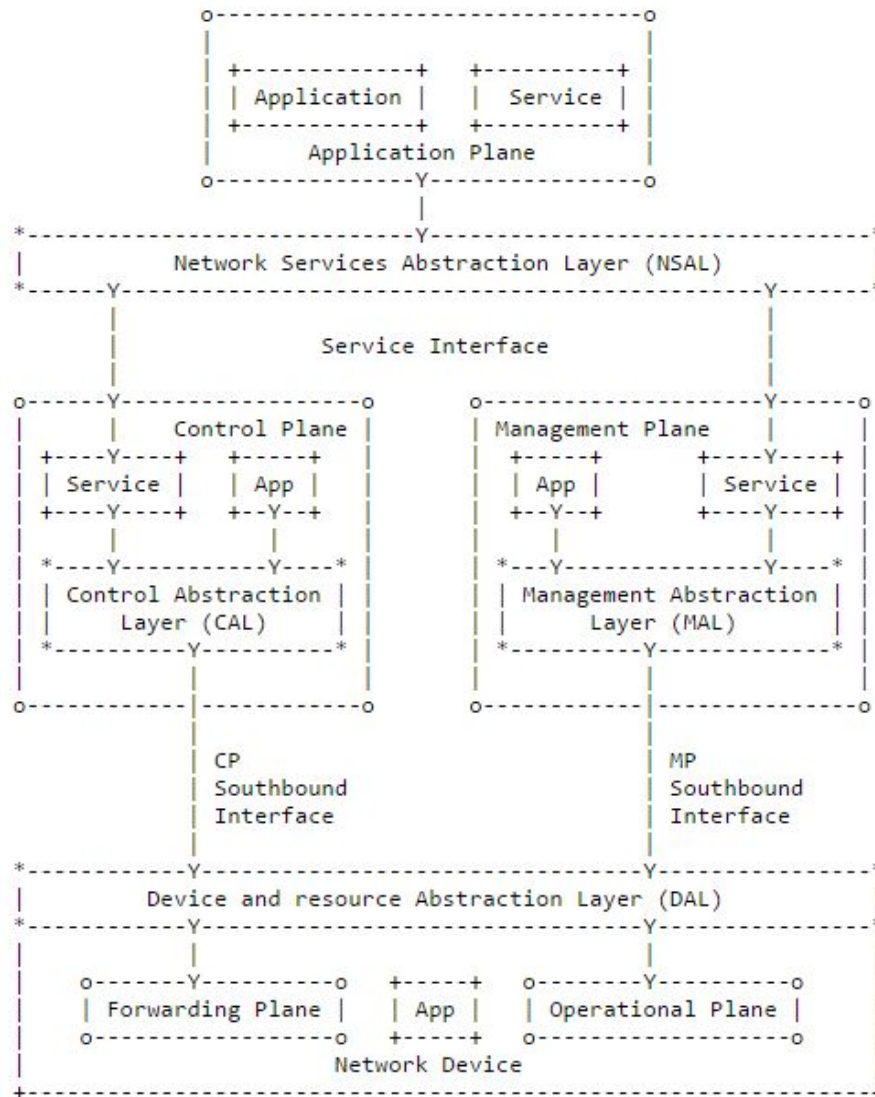 Application Service
Application Plane
Network Services Abstraction Layer (NSAL)
Service Interface
Control Plane Management Plane
Service App App Service
Control Abstraction Management Abstraction
Layer (CAL) Layer (MAL)
CP MP
Southbound Southbound
Interface Interface
Device and resource Abstraction Layer (DAL)
Forwarding Plane App Operational Plane
Network Device